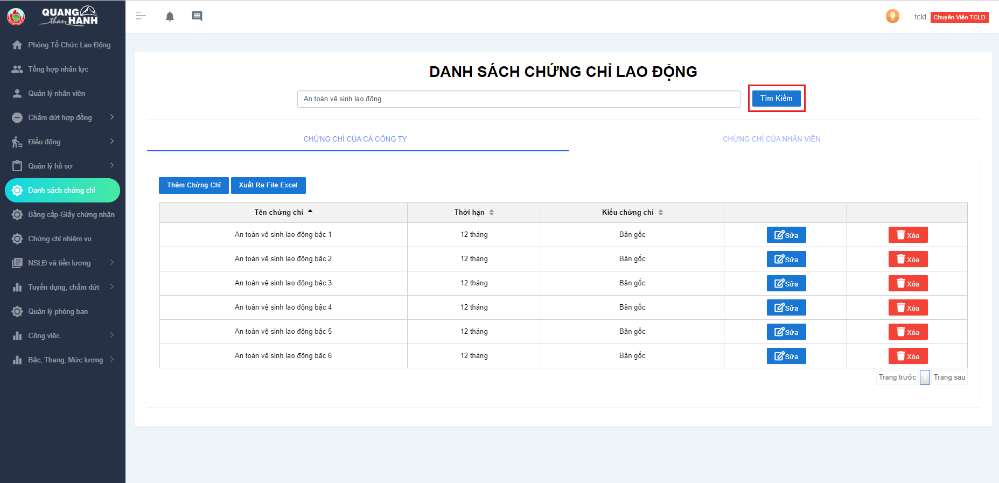 QUANG
than HANH
tcld Chuyên Viên TCLD
Phòng Tổ Chức Lao Động
Tổng hợp nhân lực
Quản lý nhân viên
Chấm dứt hợp đồng
Điều động
Quản lý hồ sơ
Danh sách chứng chỉ
Bằng cấp-Giấy chứng nhận
Chứng chỉ nhiệm vụ
NSLĐ và tiền lương
Tuyển dụng, chấm dứt
Quản lý phòng ban
Công việc
Bậc, Thang, Mức lương
DANH SÁCH CHỨNG CHỈ LAO ĐỘNG
An toàn vệ sinh lao động Tìm Kiếm
CHỨNG CHỈ CỦA CẢ CÔNG TY CHỨNG CHỈ CỦA NHÂN VIÊN
Thêm Chứng Chỉ Xuất Ra File Excel
Tên chứng chỉ Thời hạn Kiểu chứng chỉ
An toàn vệ sinh lao động bậc 1 12 tháng Bản gốc Sửa Xóa
An toàn vệ sinh lao động bậc 2 12 tháng Bản gốc Sửa Xóa
An toàn vệ sinh lao động bậc 3 12 tháng Bản gốc Sửa Xóa
An toàn vệ sinh lao động bậc 4 12 tháng Bản gốc Sửa Xóa
An toàn vệ sinh lao động bậc 5 12 tháng Bản gốc Sửa Xóa
An toàn vệ sinh lao động bậc 6 12 tháng Bản gốc Sửa Xóa
Trang trước 1 Trang sau